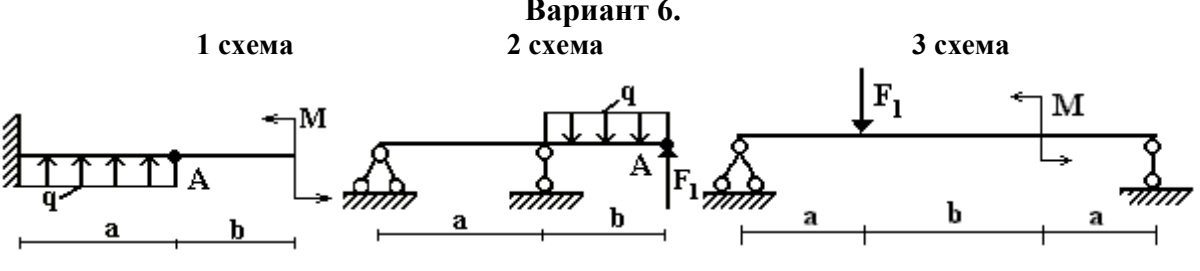 Вариант 6.
1 схема 2 схема 3 схема
M q F₁ M
A A
q F₁
a b a b a b a